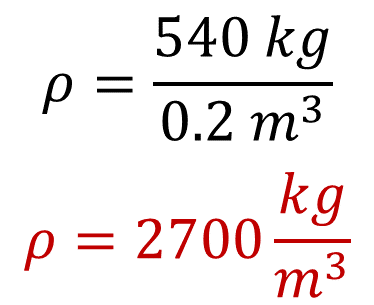 ρ = 540 kg / 0.2 m³
ρ = 2700 kg / m³